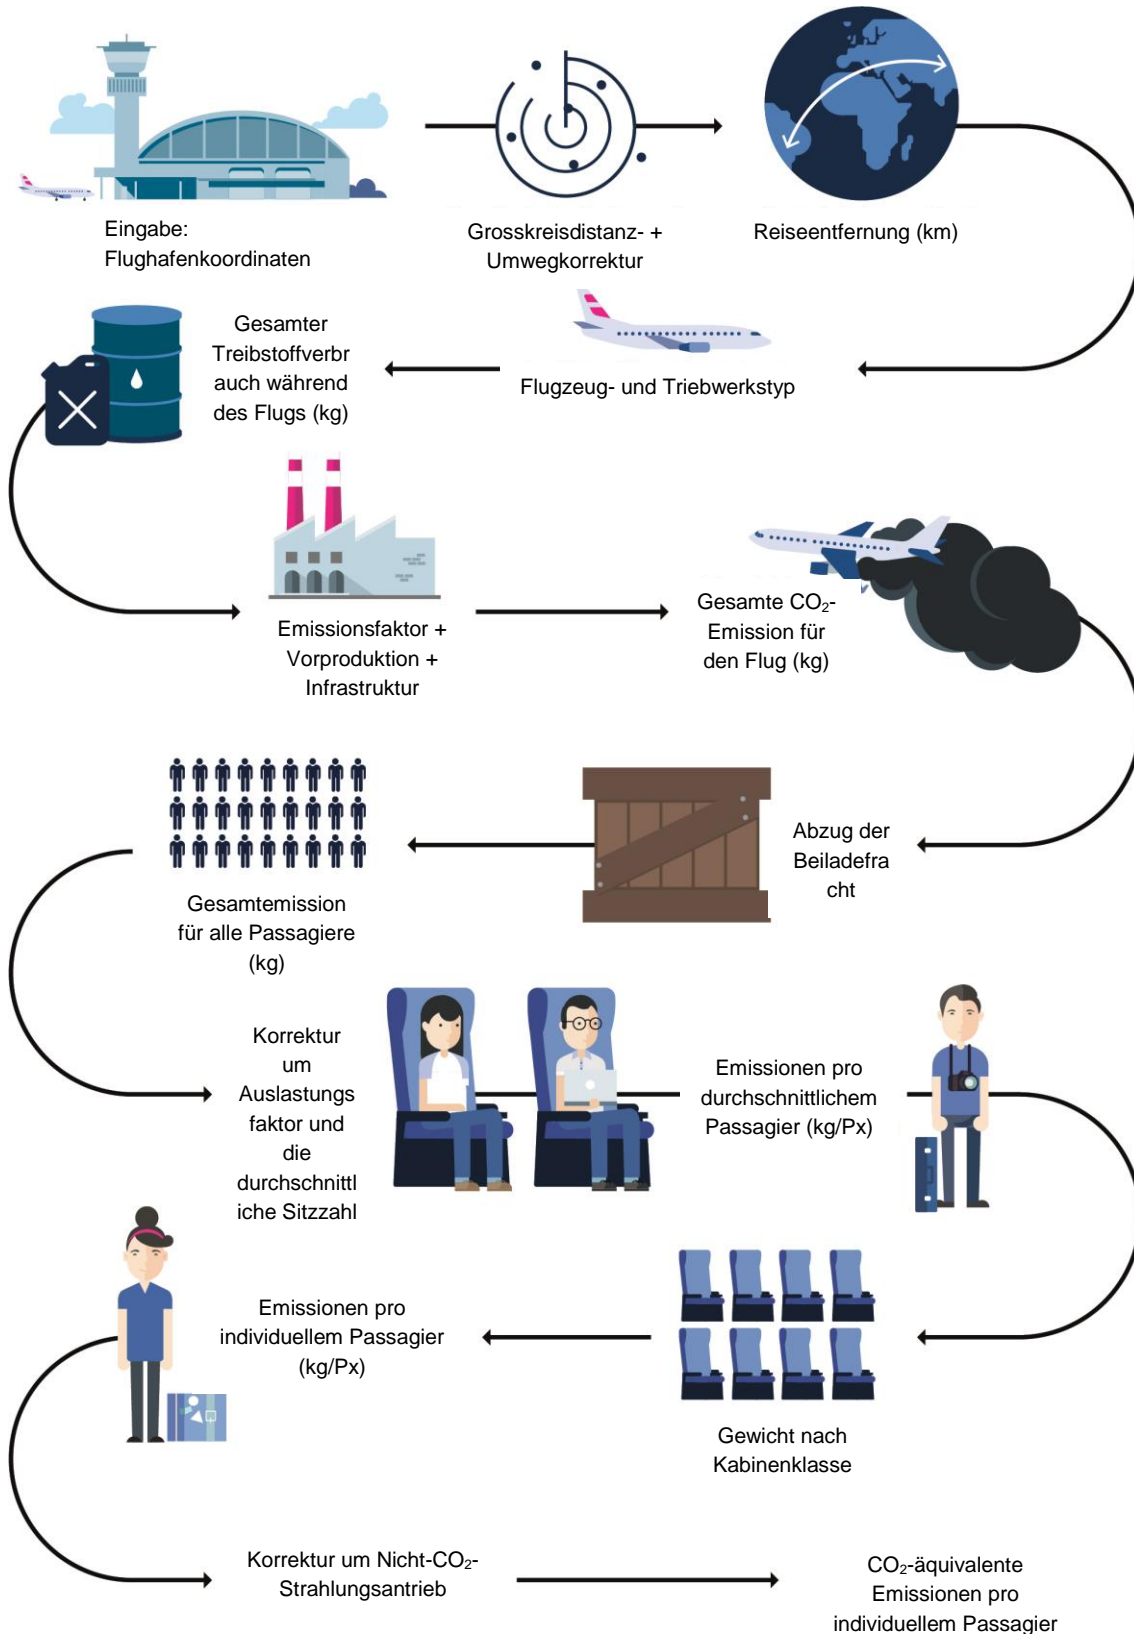 Eingabe:
Flughafenkoordinaten
Grosskreisdistanz- +
Umwegkorrektur
Reiseentfernung (km)
Flugzeug- und Triebwerkstyp
Gesamter
Treibstoffverbr
auch während
des Flugs (kg)
Emissionsfaktor +
Vorproduktion +
Infrastruktur
Gesamte CO₂-
Emission für
den Flug (kg)
Abzug der
Beiladefra
cht
Gesamtemission
für alle Passagiere
(kg)
Korrektur
um
Auslastungs
faktor und
die
durchschnittl
iche Sitzzahl
Emissionen pro
durchschnittlichem
Passagier (kg/Px)
Gewicht nach
Kabinenklasse
Emissionen pro
individuellem Passagier
(kg/Px)
Korrektur um Nicht-CO₂-
Strahlungsantrieb
CO₂-äquivalente
Emissionen pro
individuellem Passagier